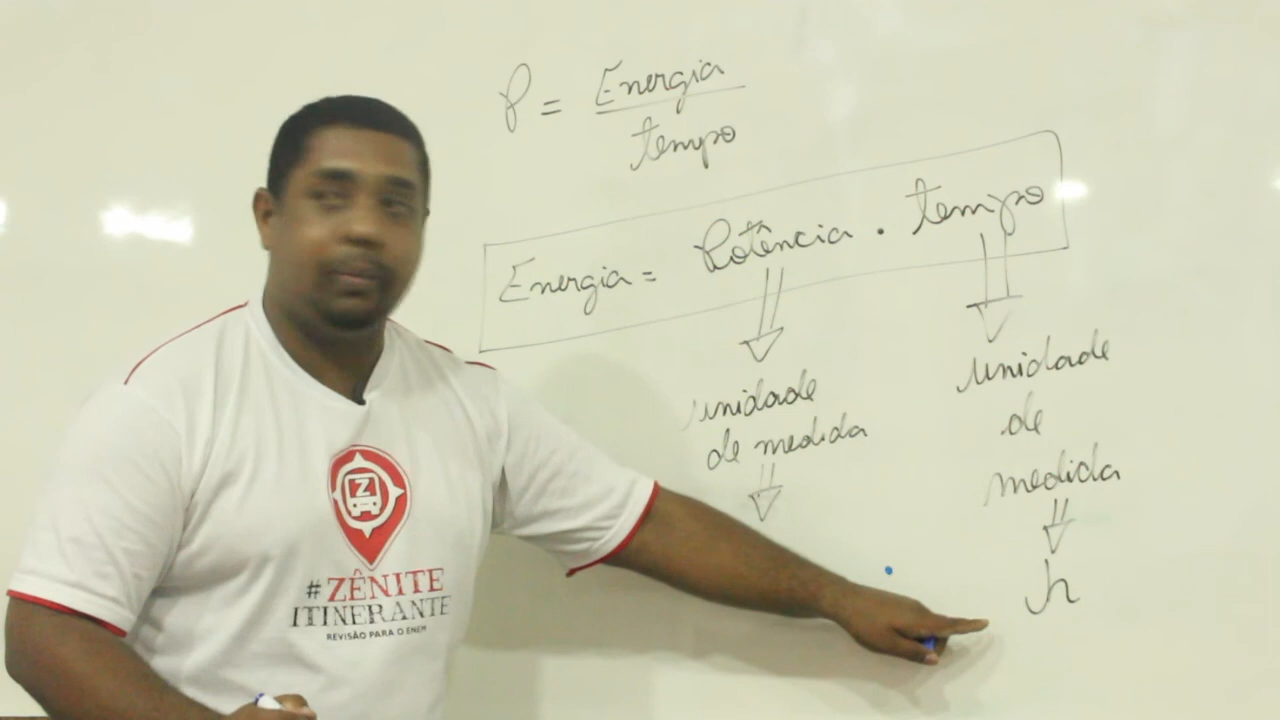 P = Energia
tempo
Energia = Potência . tempo
unidade
de medida
unidade
de
medida
h
Z
#ZÊNITE
ITINERANTE
REVISÃO PARA O ENEM